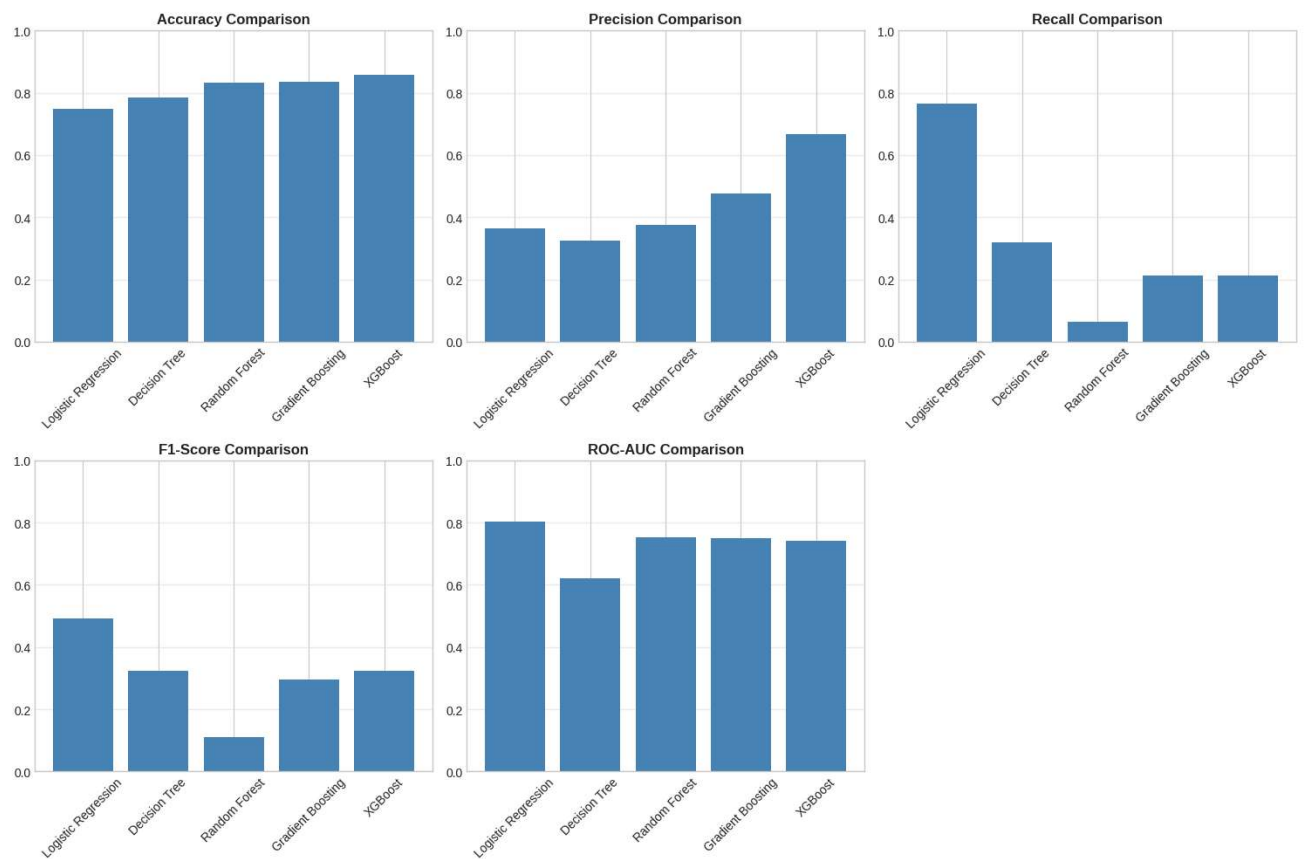 Accuracy Comparison
1.0
0.8
0.6
0.4
0.2
0.0
Logistic Regression
Decision Tree
Random Forest
Gradient Boosting
XGBoost
Precision Comparison
1.0
0.8
0.6
0.4
0.2
0.0
Logistic Regression
Decision Tree
Random Forest
Gradient Boosting
XGBoost
Recall Comparison
1.0
0.8
0.6
0.4
0.2
0.0
Logistic Regression
Decision Tree
Random Forest
Gradient Boosting
XGBoost
F1-Score Comparison
1.0
0.8
0.6
0.4
0.2
0.0
Logistic Regression
Decision Tree
Random Forest
Gradient Boosting
XGBoost
ROC-AUC Comparison
1.0
0.8
0.6
0.4
0.2
0.0
Logistic Regression
Decision Tree
Random Forest
Gradient Boosting
XGBoost